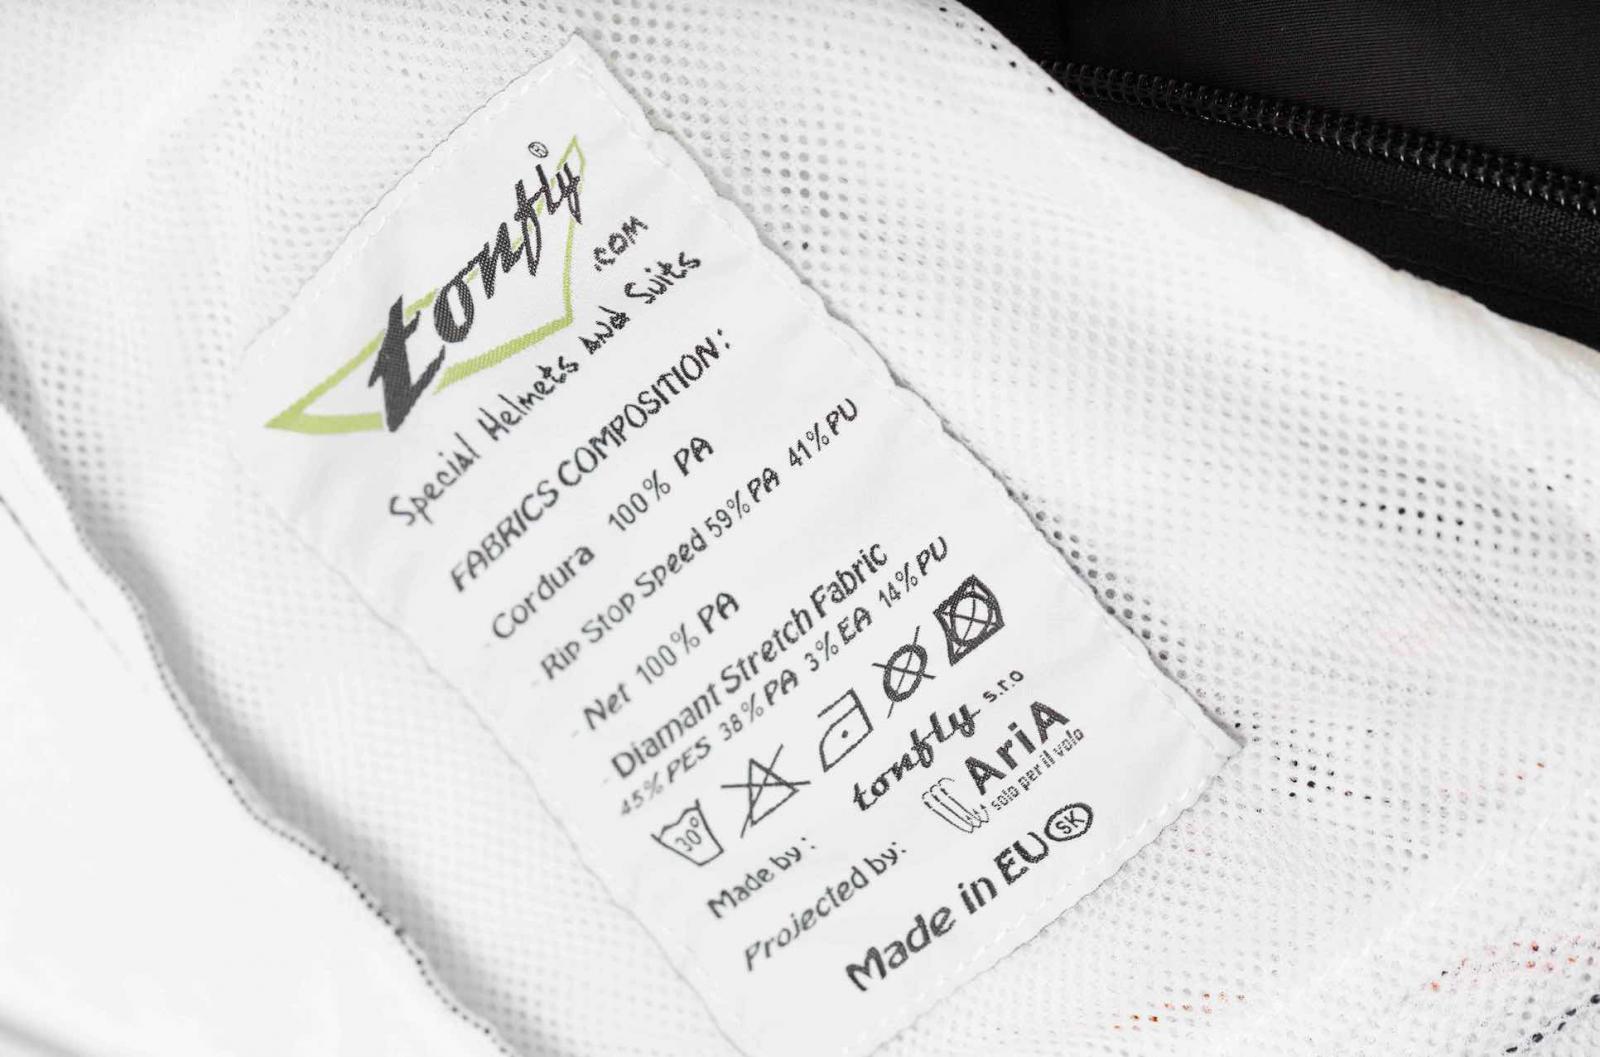 tonfly®
.com
Special Helmets And Suits
FABRICS COMPOSITION:
Cordura 100% PA
Rip Stop Speed 59% PA 41% PU
Net 100% PA
Diamant Stretch Fabric
45% PES 38% PA 3% EA 14% PU
30°
Made by: tonfly s.r.o
Projected by: AriA
solo per il volo
Made in EU SK